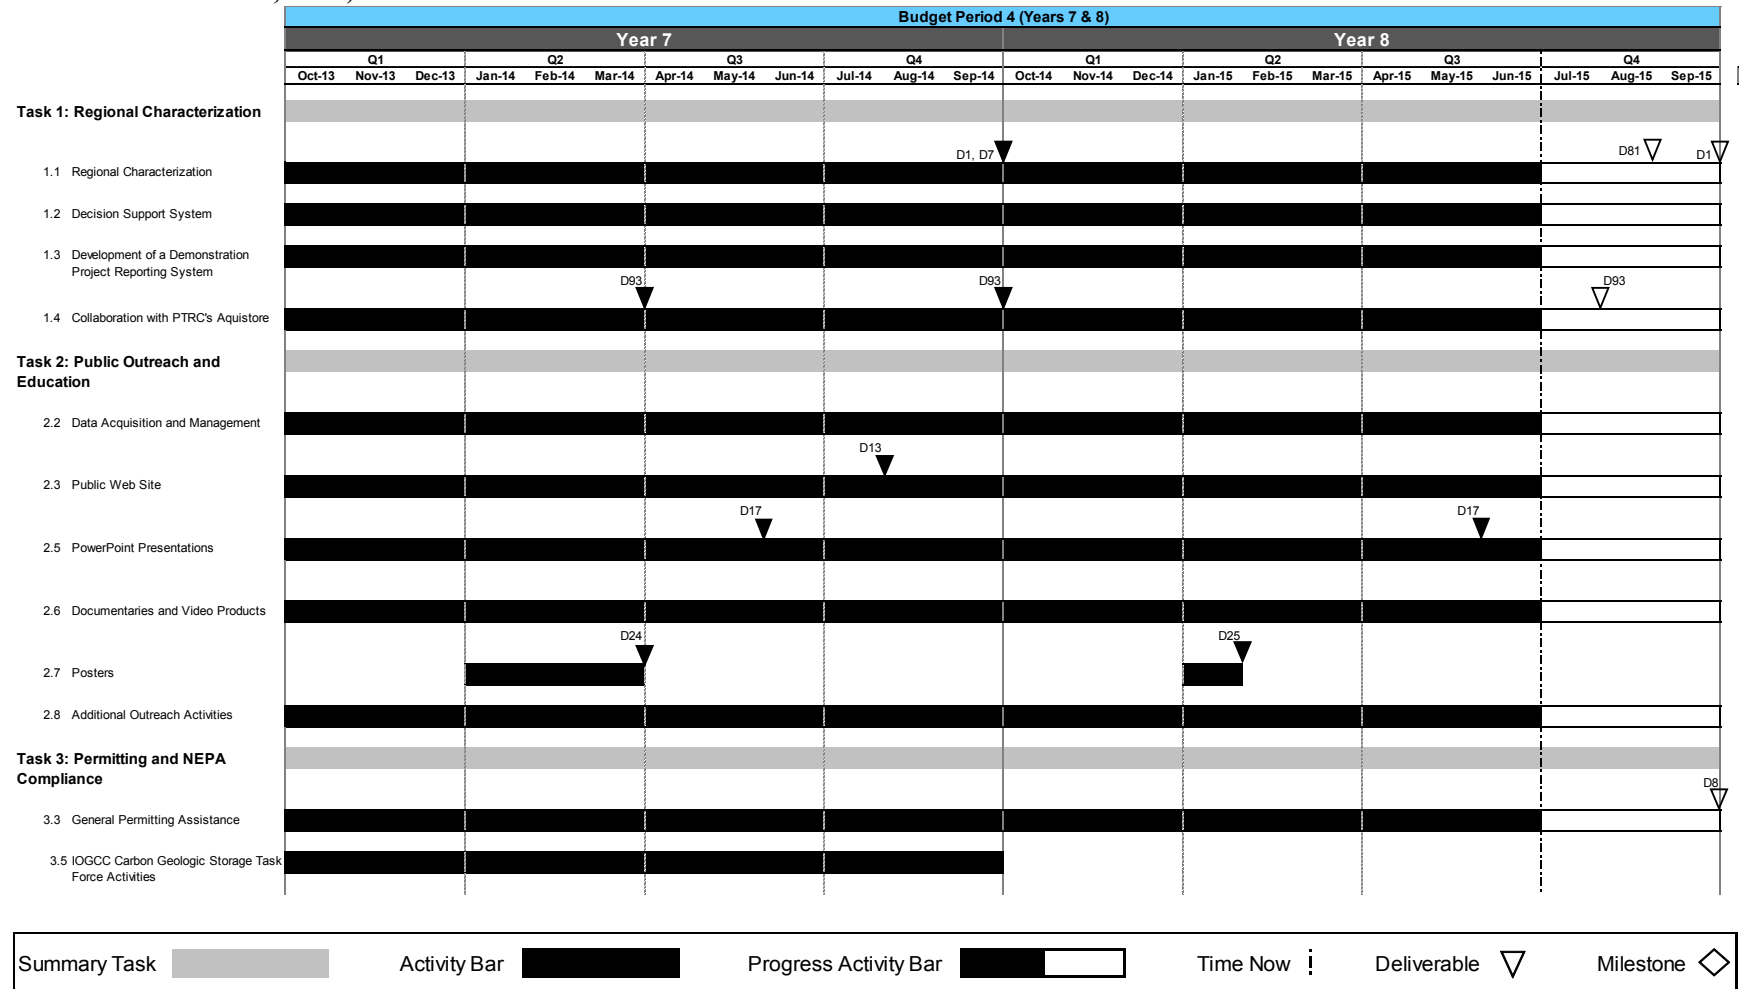 Budget Period 4 (Years 7 & 8)
Year 7 Year 8
Q1 Q2 Q3 Q4 Q1 Q2 Q3 Q4
Oct-13 Nov-13 Dec-13 Jan-14 Feb-14 Mar-14 Apr-14 May-14 Jun-14 Jul-14 Aug-14 Sep-14 Oct-14 Nov-14 Dec-14 Jan-15 Feb-15 Mar-15 Apr-15 May-15 Jun-15 Jul-15 Aug-15 Sep-15
Task 1: Regional Characterization
D1, D7 D81 D1
1.1 Regional Characterization
1.2 Decision Support System
1.3 Development of a Demonstration
Project Reporting System
D93 D93 D93
1.4 Collaboration with PTRC's Aquistore
Task 2: Public Outreach and
Education
2.2 Data Acquisition and Management
D13
2.3 Public Web Site
D17 D17
2.5 PowerPoint Presentations
2.6 Documentaries and Video Products
D24 D25
2.7 Posters
2.8 Additional Outreach Activities
Task 3: Permitting and NEPA
Compliance
D8
3.3 General Permitting Assistance
3.5 IOGCC Carbon Geologic Storage Task
Force Activities
Summary Task Activity Bar Progress Activity Bar Time Now Deliverable Milestone